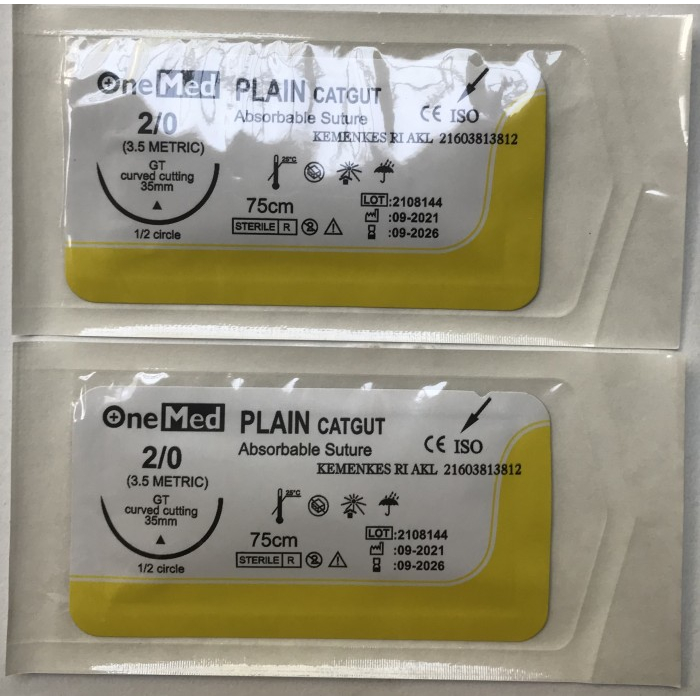 OneMed PLAIN CATGUT
2/0 Absorbable Suture CE ISO
(3.5 METRIC) KEMENKES RI AKL 21603813812
GT
curved cutting
35mm
25°C
75cm LOT :2108144
STERILE R :09-2021
1/2 circle :09-2026
OneMed PLAIN CATGUT
2/0 Absorbable Suture CE ISO
(3.5 METRIC) KEMENKES RI AKL 21603813812
GT
curved cutting
35mm
25°C
75cm LOT :2108144
STERILE R :09-2021
1/2 circle :09-2026